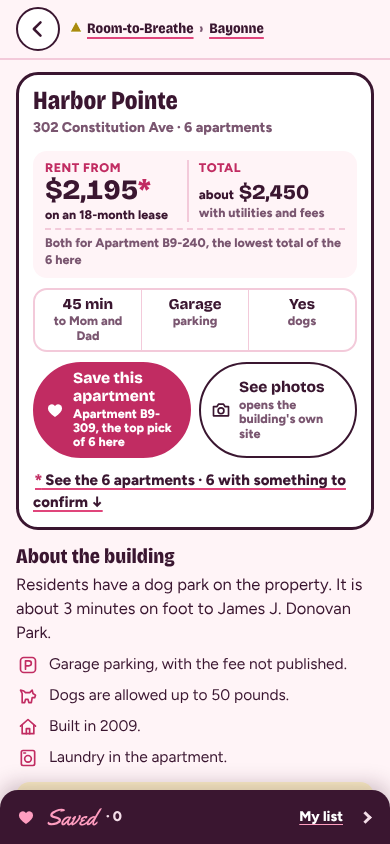 Room-to-Breathe › Bayonne
Harbor Pointe
302 Constitution Ave · 6 apartments
RENT FROM
$2,195*
on an 18-month lease
TOTAL
about $2,450
with utilities and fees
Both for Apartment B9-240, the lowest total of the
6 here
45 min
to Mom and
Dad
Garage
parking
Yes
dogs
Save this
apartment
Apartment B9-
309, the top pick
of 6 here
See photos
opens the
building's own
site
* See the 6 apartments · 6 with something to
confirm ↓
About the building
Residents have a dog park on the property. It is
about 3 minutes on foot to James J. Donovan
Park.
Garage parking, with the fee not published.
Dogs are allowed up to 50 pounds.
Built in 2009.
Laundry in the apartment.
Saved · 0
My list